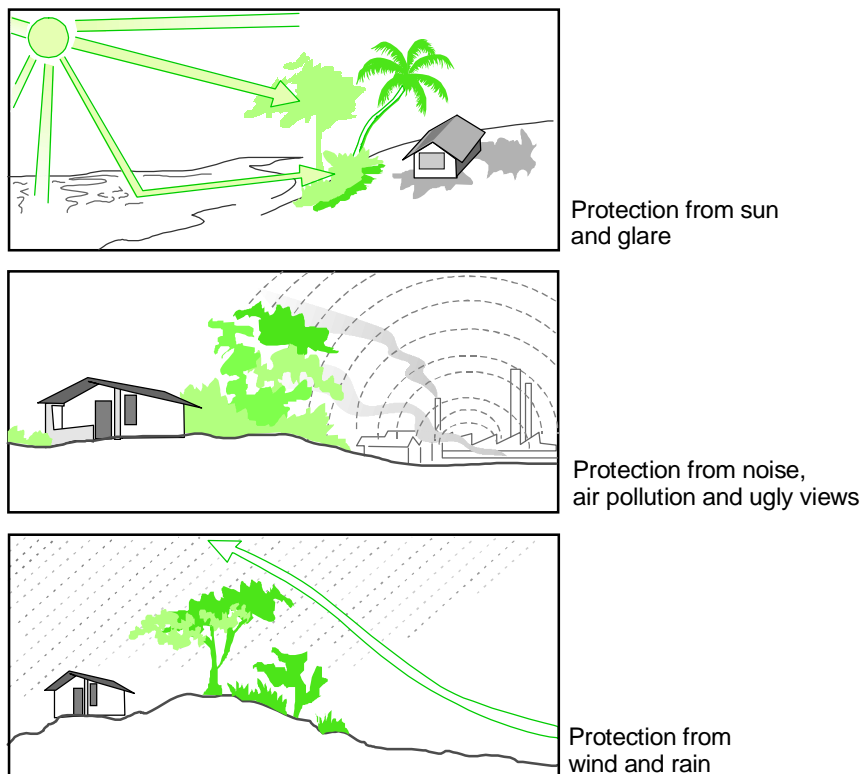 Protection from sun
and glare
Protection from noise,
air pollution and ugly views
Protection from
wind and rain